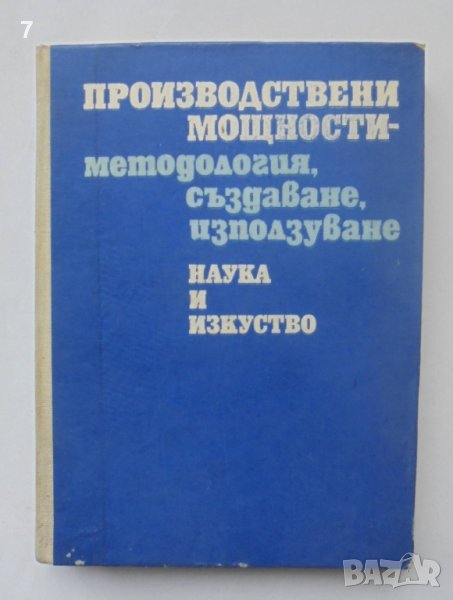 7
ПРОИЗВОДСТВЕНИ
МОЩНОСТИ-
методология,
създаване,
използуване
НАУКА
И
ИЗКУСТВО
BAZAR